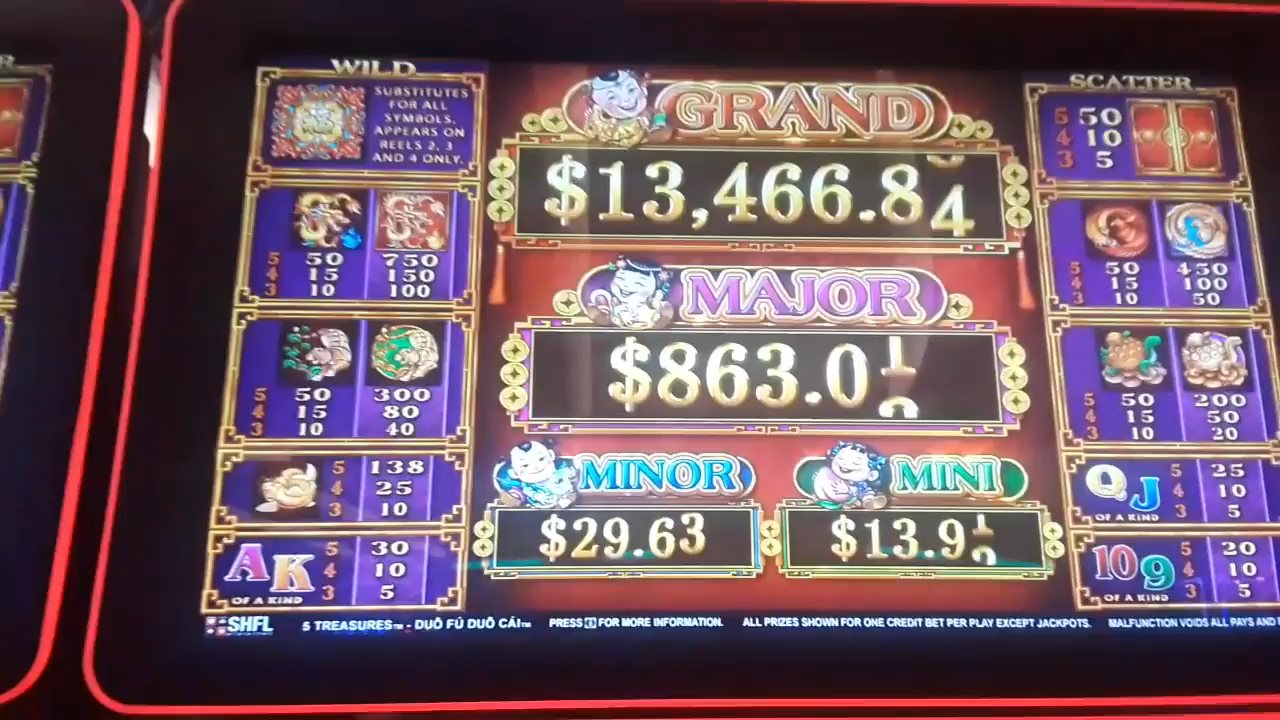 WILD
SUBSTITUTES
FOR ALL
SYMBOLS.
APPEARS ON
REELS 2, 3
AND 4 ONLY.
5 50 750
4 15 150
3 10 100
5 50 300
4 15 80
3 10 40
5 138
4 25
3 10
A K
OF A KIND
5 30
4 10
3 5
GRAND
$13,466.84
MAJOR
$863.0
MINOR
$29.63
MINI
$13.9
SCATTER
5 50
4 10
3 5
5 50 450
4 15 100
3 10 50
5 50 200
4 15 50
3 10 20
Q J
OF A KIND
5 25
4 10
3 5
10 9
OF A KIND
5 20
4 10
3 5
SHFL
5 TREASURES™ - DUŌ FÚ DUŌ CÁI™ PRESS FOR MORE INFORMATION. ALL PRIZES SHOWN FOR ONE CREDIT BET PER PLAY EXCEPT JACKPOTS. MALFUNCTION VOIDS ALL PAYS AND
R